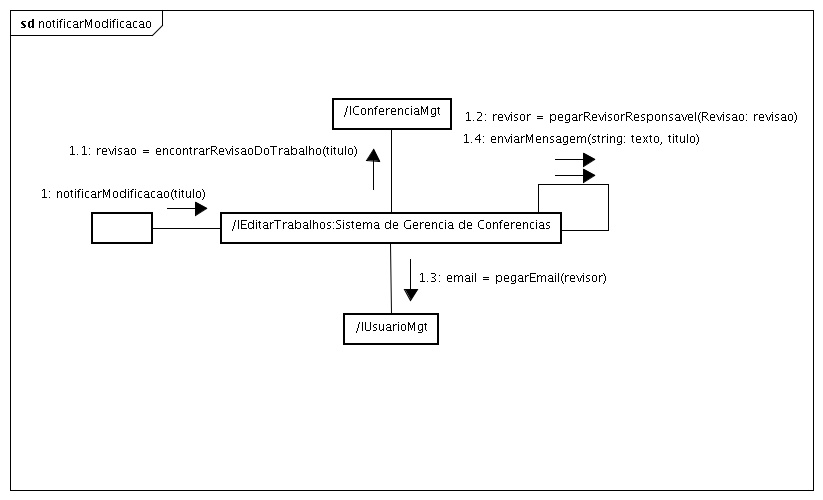 sd notificarModificacao
/IConferenciaMgt
1.2: revisor = pegarRevisorResponsavel(Revisao: revisao)
1.4: enviarMensagem(string: texto, titulo)
1.1: revisao = encontrarRevisaoDoTrabalho(titulo)
1: notificarModificacao(titulo)
/IEditarTrabalhos:Sistema de Gerencia de Conferencias
1.3: email = pegarEmail(revisor)
/IUsuarioMgt